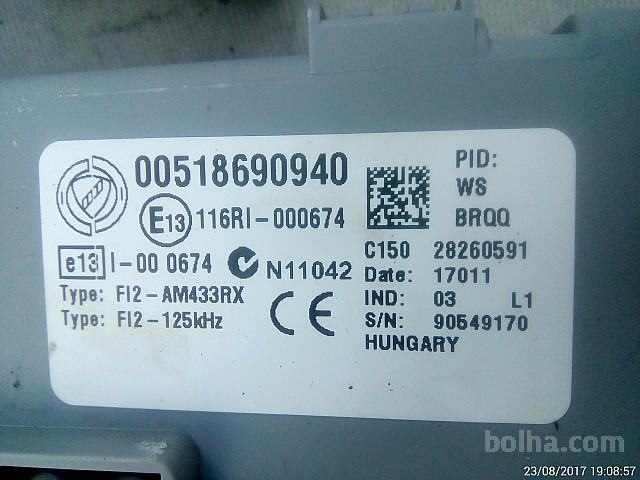 00518690940
E13 116RI-000674
e13 I-00 0674 N11042
Type: FI2-AM433RX
Type: FI2-125kHz
CE
PID:
WS
BRQQ
C150 28260591
Date: 17011
IND: 03 L1
S/N: 90549170
HUNGARY
bolha.com
23/08/2017 19:08:57